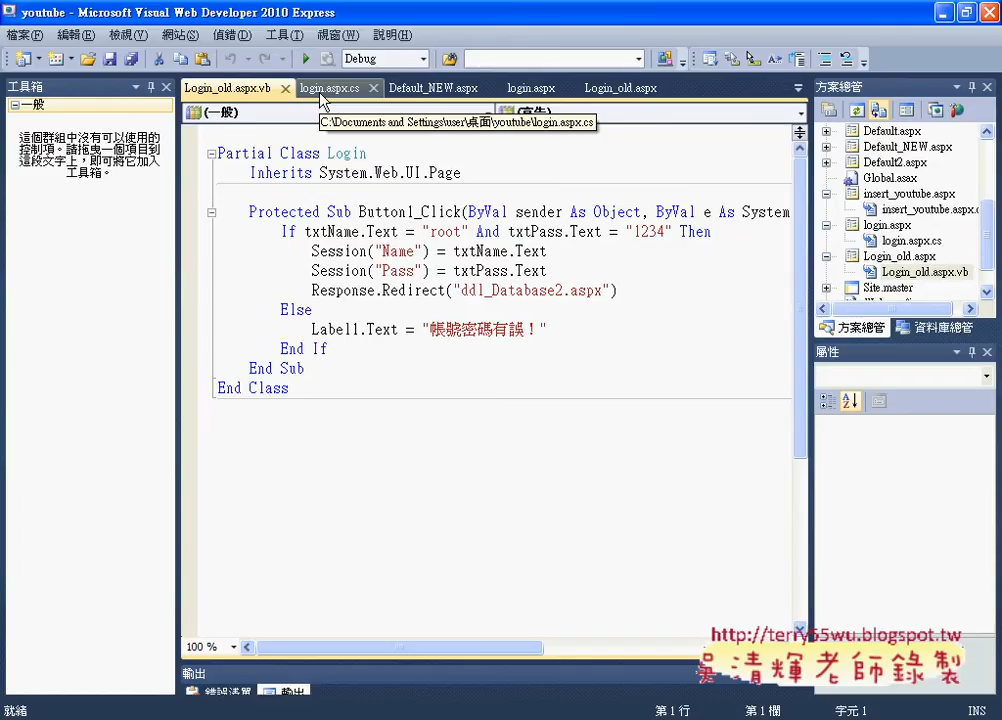 youtube - Microsoft Visual Web Developer 2010 Express
檔案(F) 編輯(E) 檢視(V) 網站(S) 偵錯(D) 工具(T) 視窗(W) 說明(H)
Debug
工具箱
一般
這個群組中沒有可以使用的
控制項。請拖曳一個項目到
這段文字上，即可將它加入
工具箱。
Login_old.aspx.vb login.aspx.cs Default_NEW.aspx login.aspx Login_old.aspx
(一般) (宣告)
C:\Documents and Settings\user\桌面\youtube\login.aspx.cs
Partial Class Login
Inherits System.Web.UI.Page
Protected Sub Button1_Click(ByVal sender As Object, ByVal e As System
If txtName.Text = "root" And txtPass.Text = "1234" Then
Session("Name") = txtName.Text
Session("Pass") = txtPass.Text
Response.Redirect("ddl_Database2.aspx")
Else
Label1.Text = "帳號密碼有誤！"
End If
End Sub
End Class
100 %
輸出
錯誤清單 輸出
方案總管
Default.aspx
Default_NEW.aspx
Default2.aspx
Global.asax
insert_youtube.aspx
insert_youtube.aspx.c
login.aspx
login.aspx.cs
Login_old.aspx
Login_old.aspx.vb
Site.master
方案總管 資料庫總管
屬性
http://terry55wu.blogspot.tw
吳清輝老師錄製
就緒 第 1 行 第 1 欄 字元 1 INS